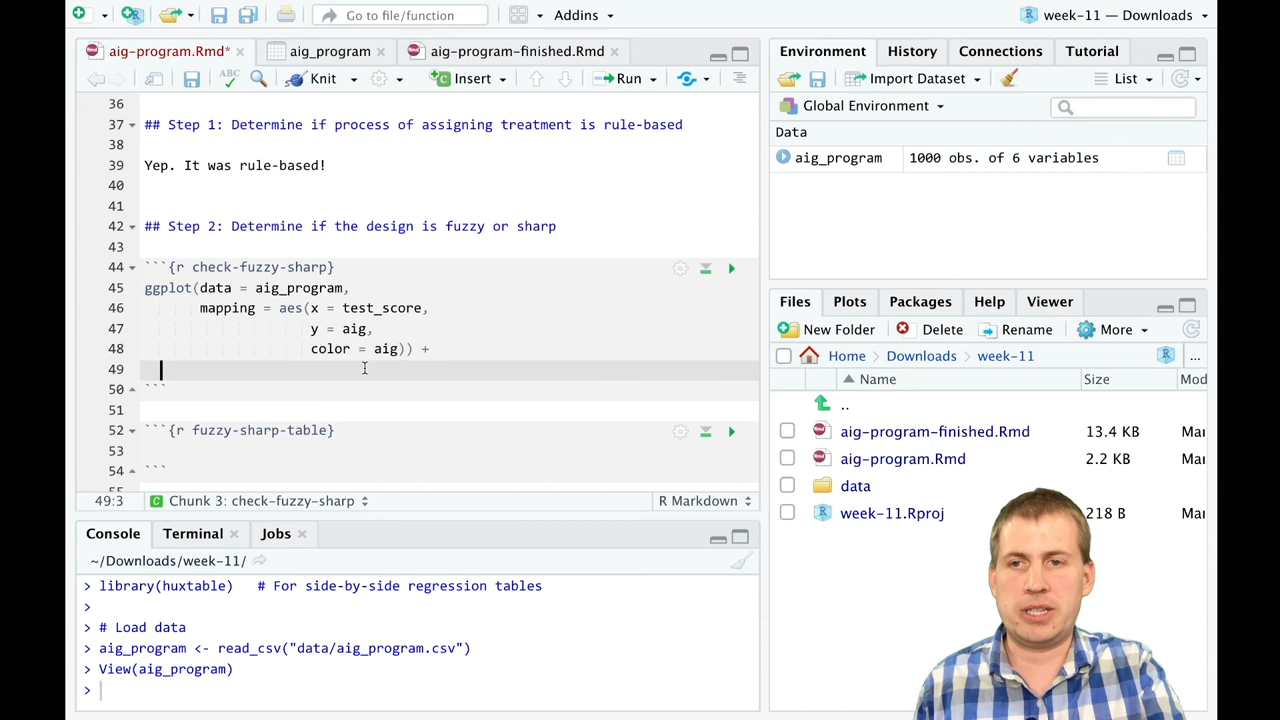 Go to file/function
Addins
week-11 — Downloads
aig-program.Rmd*
aig_program
aig-program-finished.Rmd
ABC
Knit
Insert
Run
36
37 ## Step 1: Determine if process of assigning treatment is rule-based
38
39 Yep. It was rule-based!
40
41
42 ## Step 2: Determine if the design is fuzzy or sharp
43
44 ```{r check-fuzzy-sharp}
45 ggplot(data = aig_program,
46 mapping = aes(x = test_score,
47 y = aig,
48 color = aig)) +
49
50 ```
51
52 ```{r fuzzy-sharp-table}
53
54 ```
55
49:3 Chunk 3: check-fuzzy-sharp R Markdown
Console Terminal Jobs
~/Downloads/week-11/
> library(huxtable) # For side-by-side regression tables
>
> # Load data
> aig_program <- read_csv("data/aig_program.csv")
> View(aig_program)
>
Environment History Connections Tutorial
Import Dataset List
Global Environment
Data
aig_program 1000 obs. of 6 variables
Files Plots Packages Help Viewer
New Folder Delete Rename More
Home Downloads week-11 ...
Name Size Mod
..
aig-program-finished.Rmd 13.4 KB Mar
aig-program.Rmd 2.2 KB Mar
data
week-11.Rproj 218 B Mar